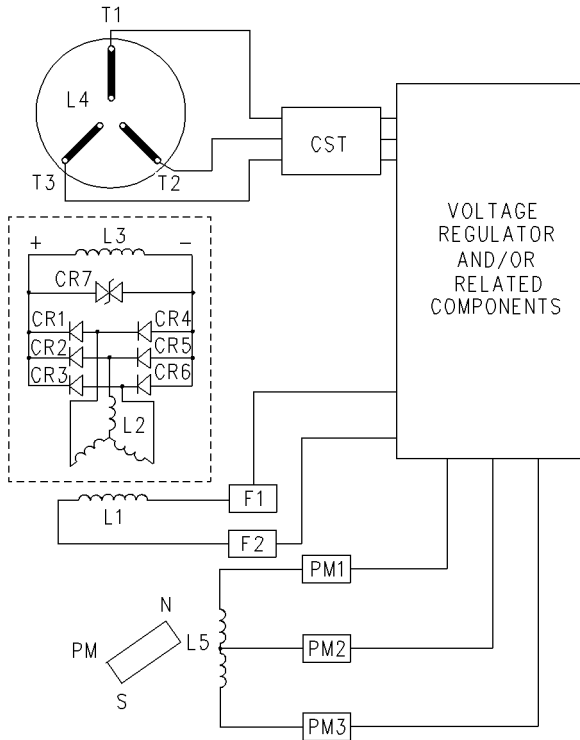 T1
L4
T3
T2
CST
VOLTAGE
REGULATOR
AND/OR
RELATED
COMPONENTS
+
L3
-
CR7
CR1
CR4
CR2
CR5
CR3
CR6
L2
F1
L1
F2
PM1
N
PM
L5
PM2
S
PM3